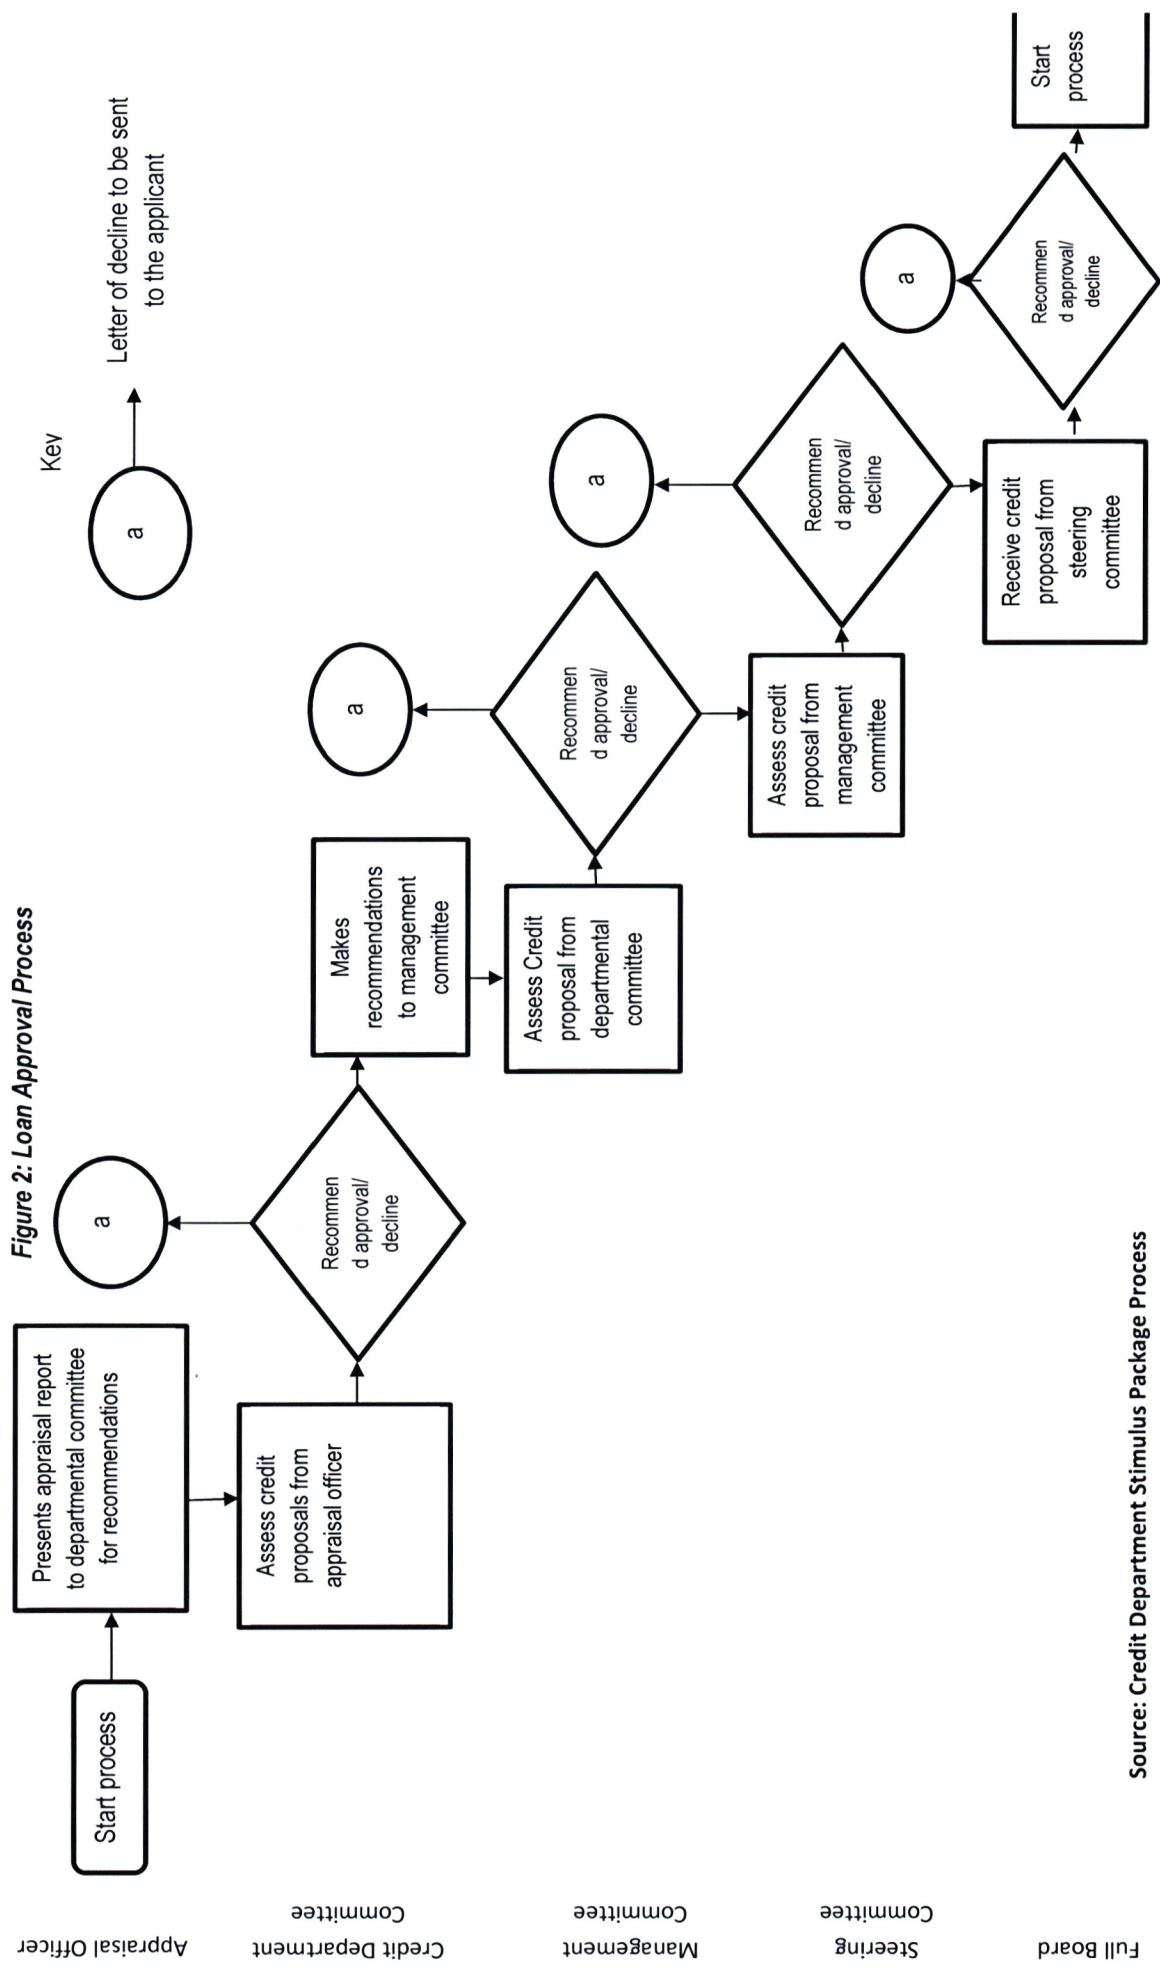 Figure 2: Loan Approval Process
Key
a
Letter of decline to be sent
to the applicant
Appraisal Officer
Start process
Presents appraisal report
to departmental committee
for recommendations
a
Credit Department
Committee
Assess credit
proposals from
appraisal officer
Recommen
d approval/
decline
Makes
recommendations
to management
committee
a
Management
Committee
Assess Credit
proposal from
departmental
committee
Recommen
d approval/
decline
a
Steering
Committee
Assess credit
proposal from
management
committee
Recommen
d approval/
decline
a
Full Board
Receive credit
proposal from
steering
committee
Recommen
d approval/
decline
Start
process
Source: Credit Department Stimulus Package Process